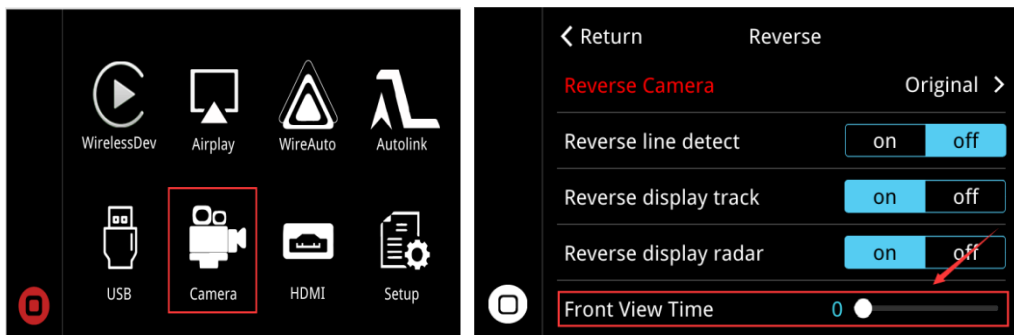 WirelessDev
Airplay
WireAuto
Autolink
USB
Camera
HDMI
Setup
Return
Reverse
Reverse Camera
Original
Reverse line detect
on
off
Reverse display track
on
off
Reverse display radar
on
off
Front View Time
0